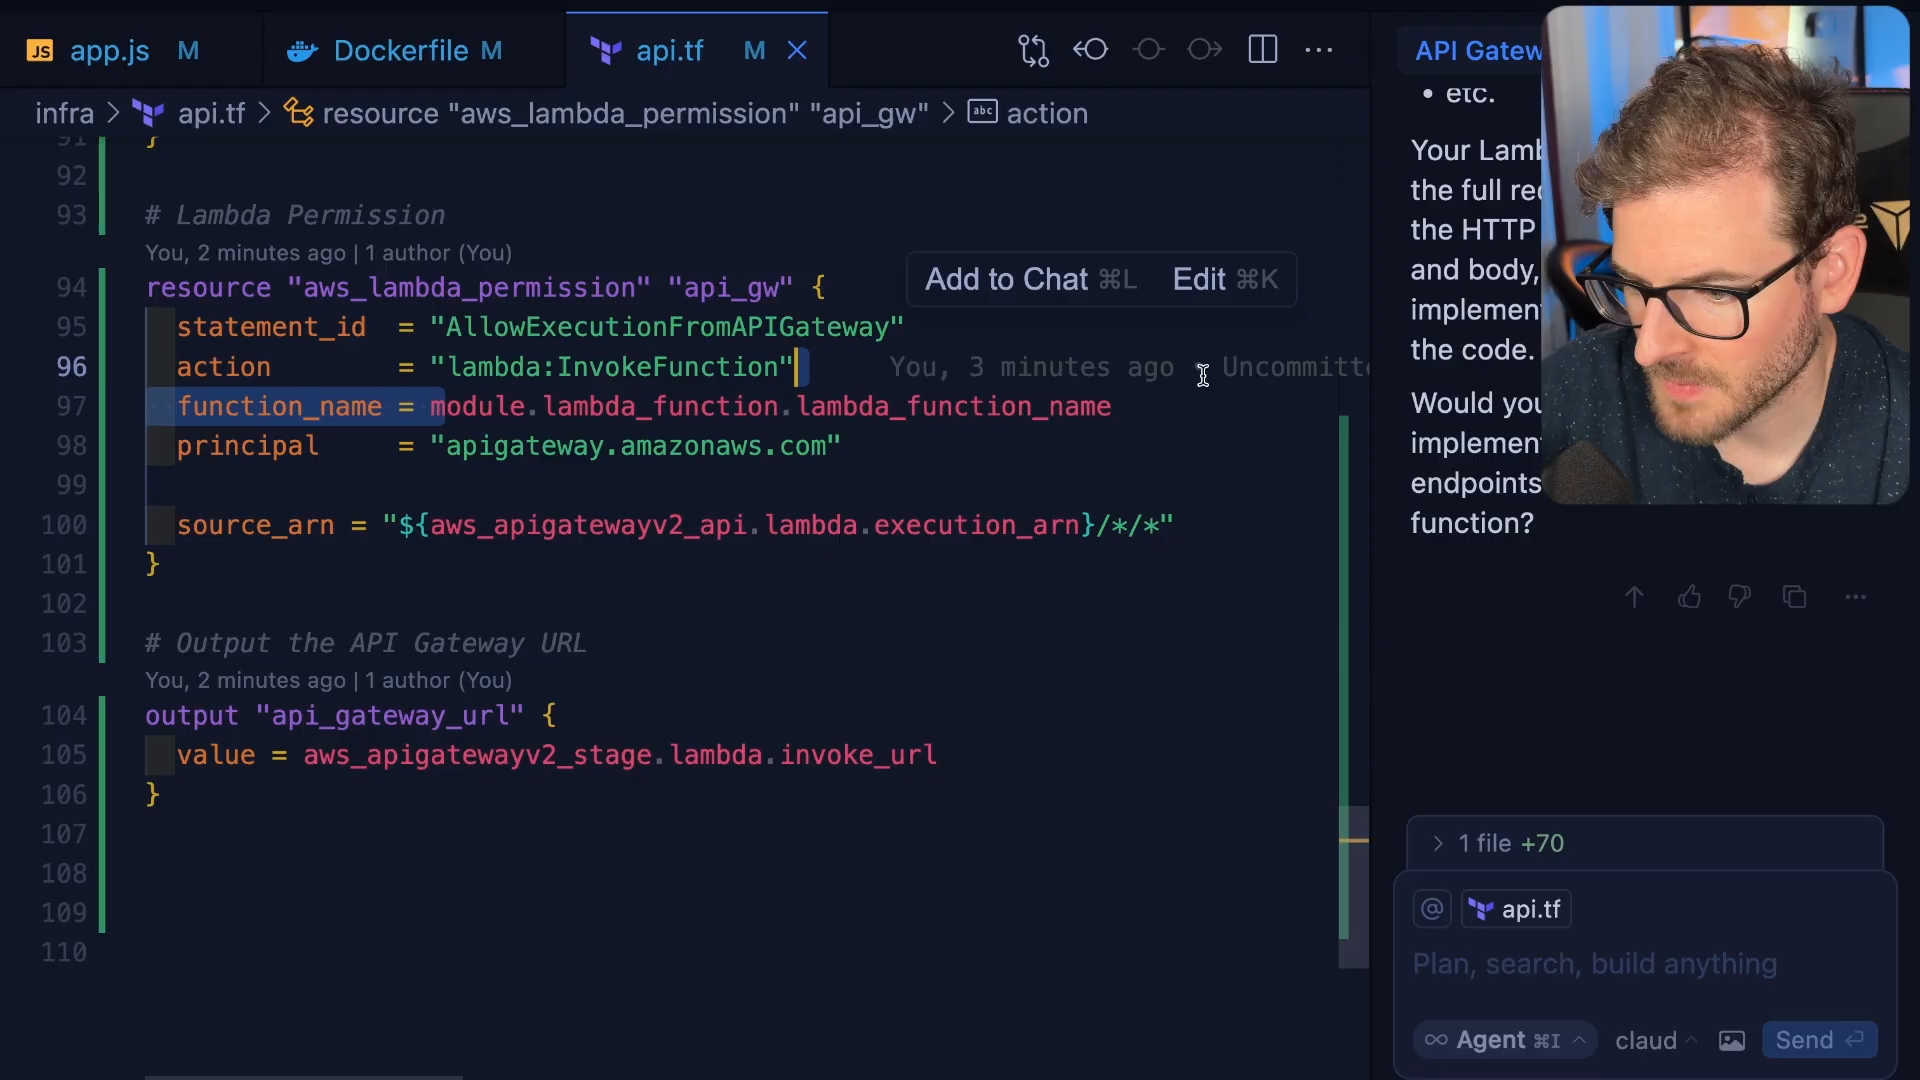 JS app.js M
Dockerfile M
api.tf M
infra > api.tf > resource "aws_lambda_permission" "api_gw" > abc action
91 }
92
93 # Lambda Permission
You, 2 minutes ago | 1 author (You)
94 resource "aws_lambda_permission" "api_gw" {
Add to Chat ⌘L Edit ⌘K
95 statement_id = "AllowExecutionFromAPIGateway"
96 action = "lambda:InvokeFunction" You, 3 minutes ago • Uncommitte
97 function_name = module.lambda_function.lambda_function_name
98 principal = "apigateway.amazonaws.com"
99
100 source_arn = "${aws_apigatewayv2_api.lambda.execution_arn}/*/*"
101 }
102
103 # Output the API Gateway URL
You, 2 minutes ago | 1 author (You)
104 output "api_gateway_url" {
105 value = aws_apigatewayv2_stage.lambda.invoke_url
106 }
107
108
109
110
API Gatew
• etc.
Your Lamb
the full re
the HTTP
and body,
implemen
the code.
Would you
implemen
endpoints
function?
> 1 file +70
@ api.tf
Plan, search, build anything
∞ Agent ⌘I claud Send ⏎